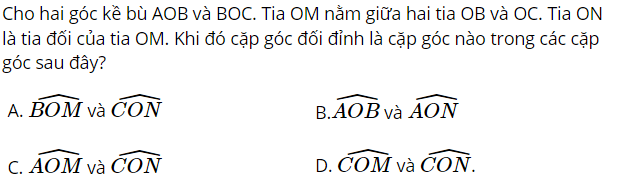 Cho hai góc kề bù AOB và BOC. Tia OM nằm giữa hai tia OB và OC. Tia ON
là tia đối của tia OM. Khi đó cặp góc đối đỉnh là cặp góc nào trong các cặp
góc sau đây?
A. $\widehat{BOM}$ và $\widehat{CON}$ B. $\widehat{AOB}$ và $\widehat{AON}$
C. $\widehat{AOM}$ và $\widehat{CON}$ D. $\widehat{COM}$ và $\widehat{CON}$.